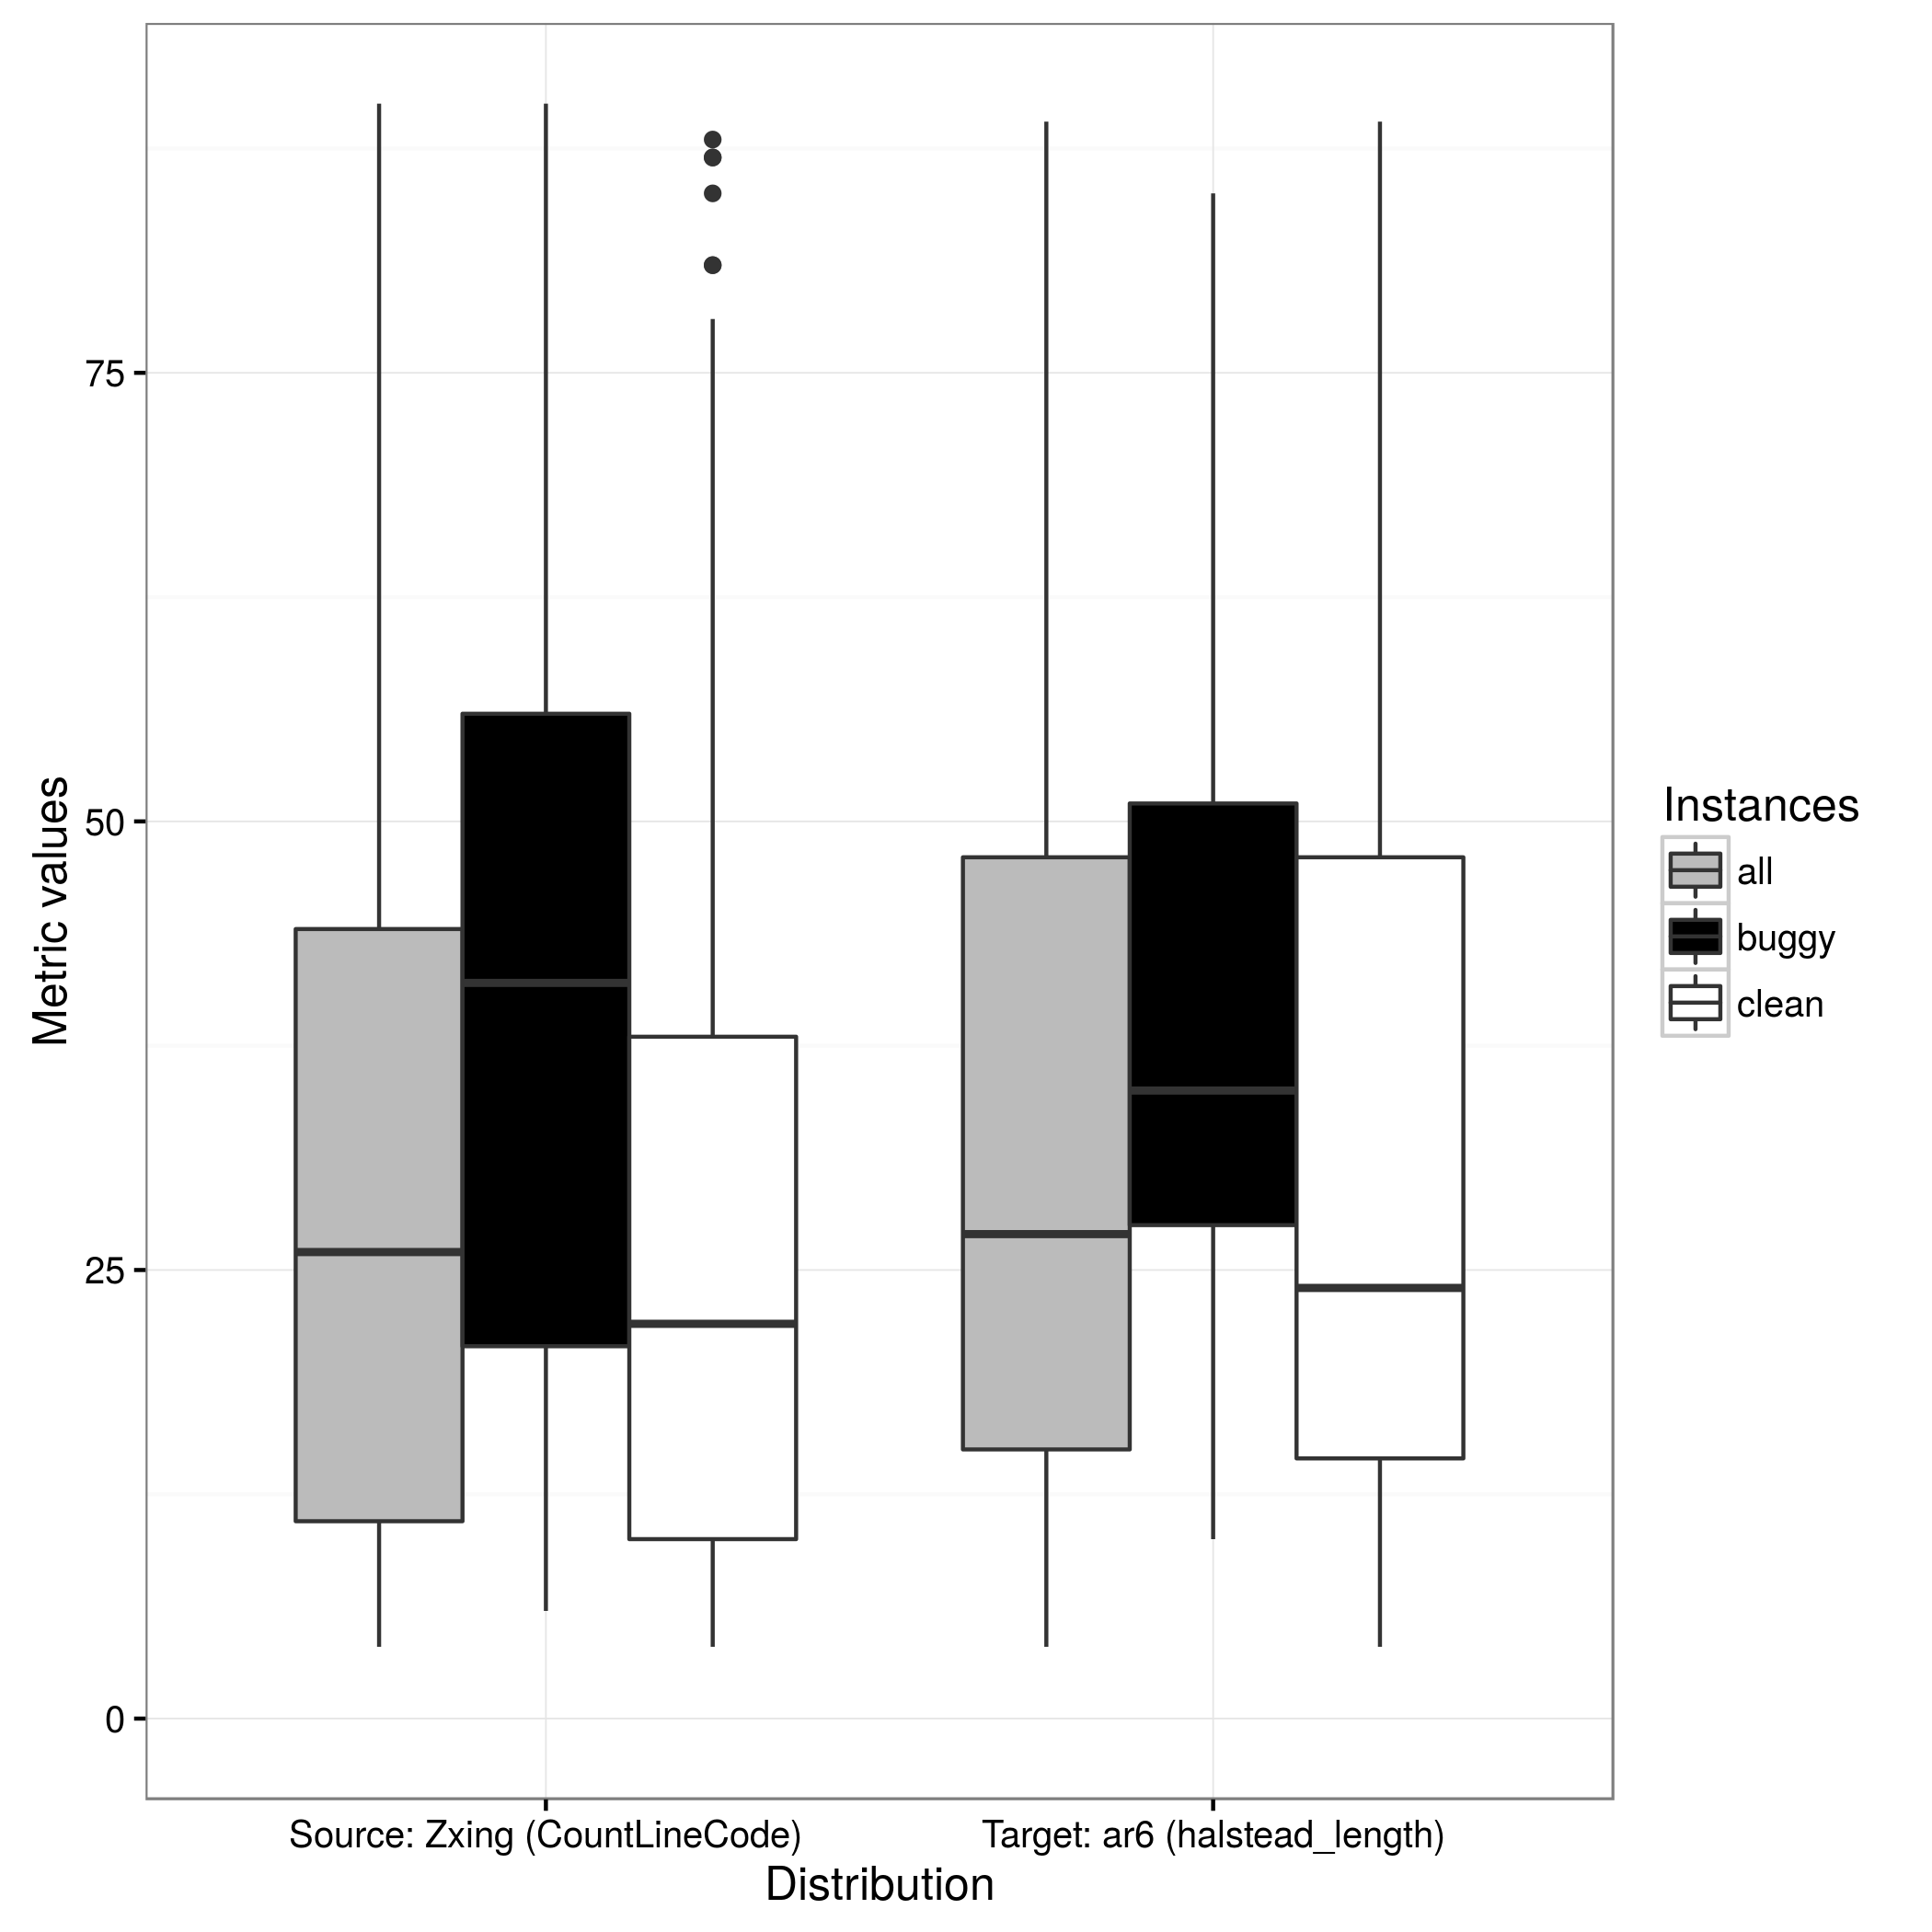 Metric values
75
50
25
0
Source: Zxing (CountLineCode)
Target: ar6 (halstead_length)
Distribution
Instances
all
buggy
clean